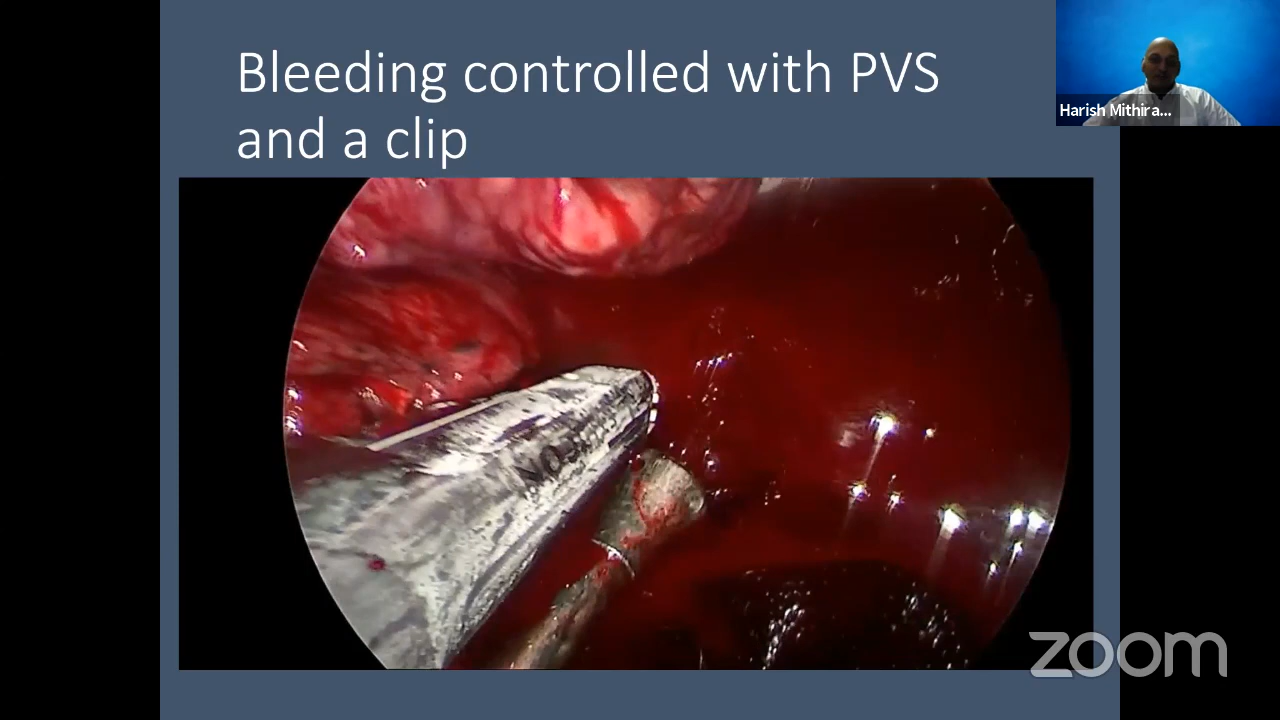 Bleeding controlled with PVS
and a clip
Harish Mithira...
zoom